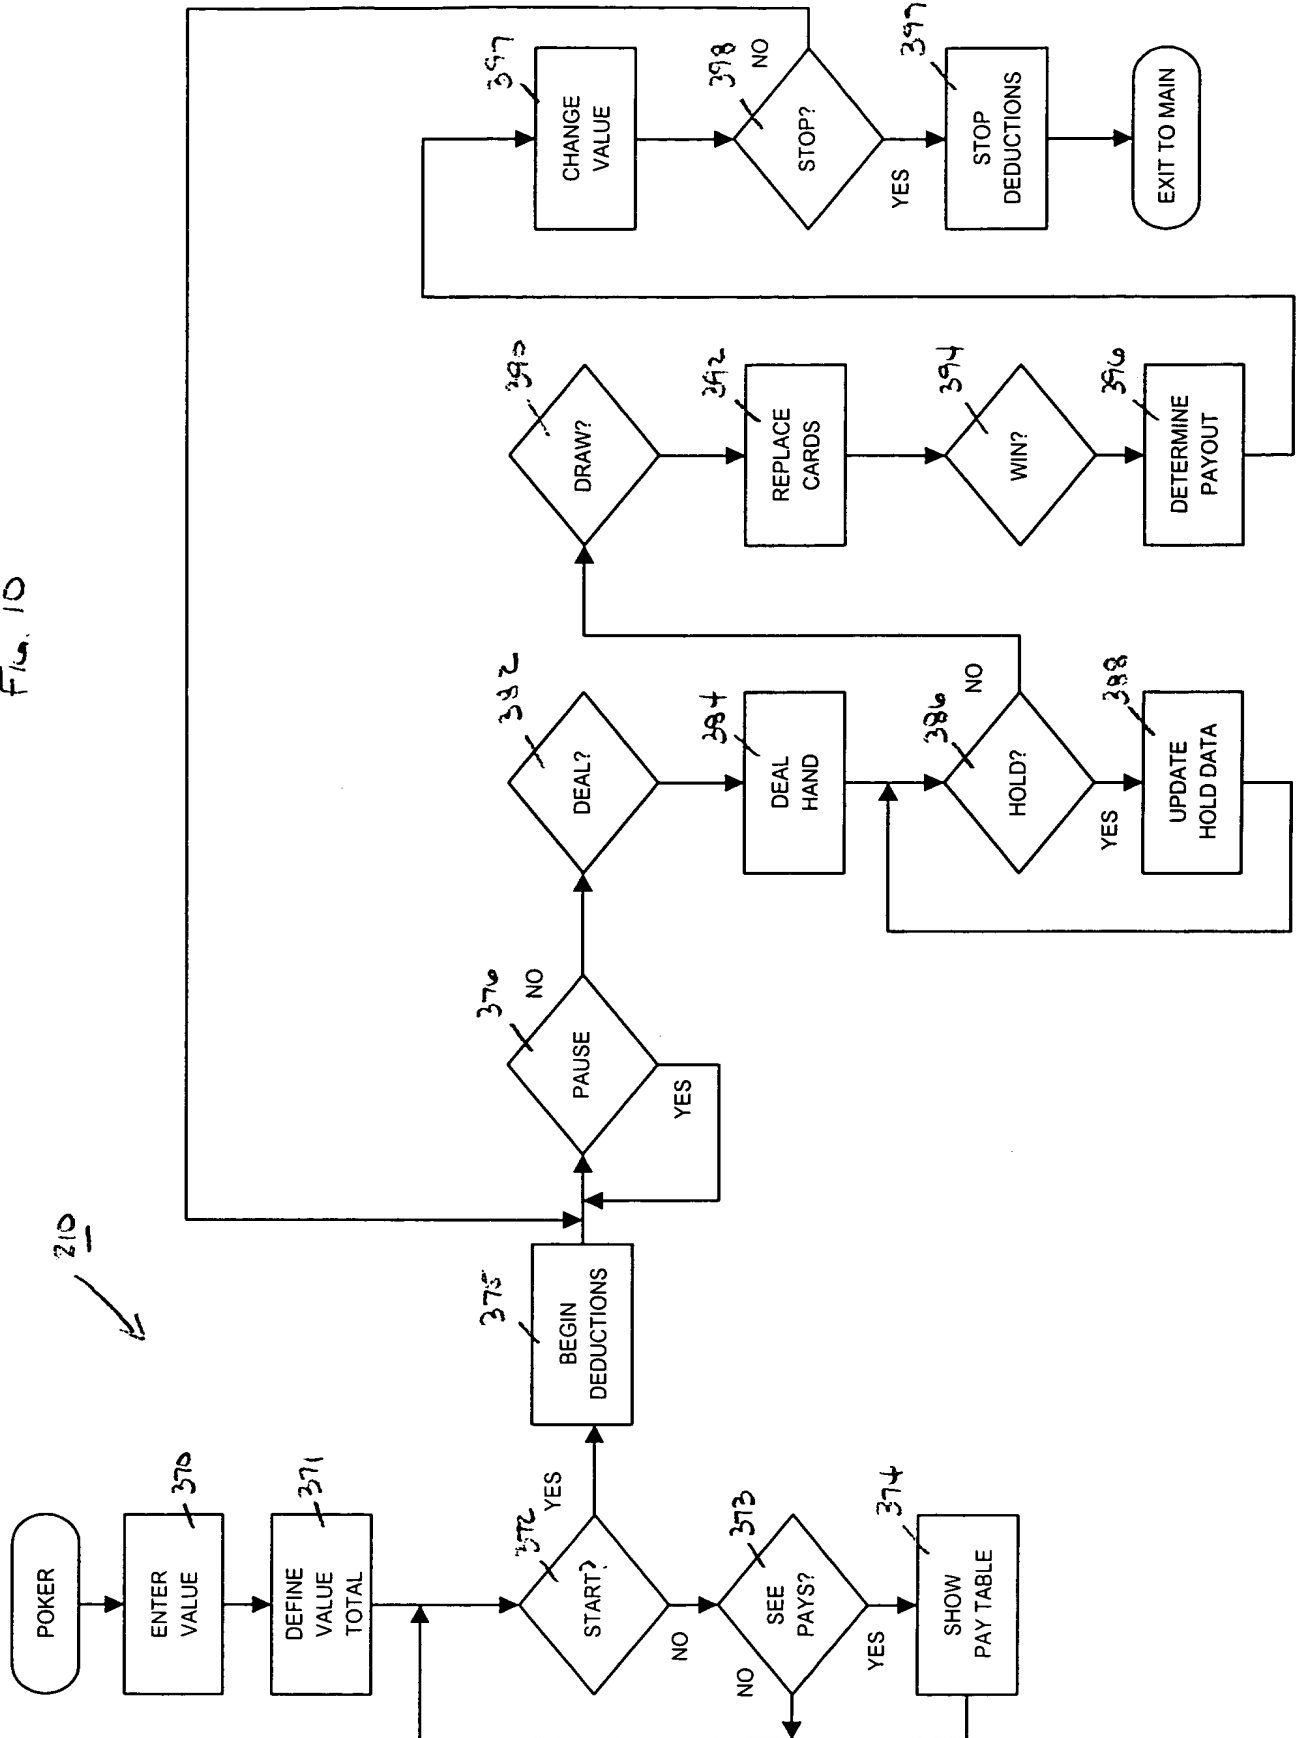 Fig. 10
210
POKER
ENTER
VALUE
370
DEFINE
VALUE
TOTAL
371
START?
372
YES
NO
SEE
PAYS?
373
NO
YES
SHOW
PAY TABLE
374
BEGIN
DEDUCTIONS
375
PAUSE
376
NO
YES
DEAL?
382
DEAL
HAND
384
HOLD?
386
NO
YES
UPDATE
HOLD DATA
388
DRAW?
390
REPLACE
CARDS
392
WIN?
394
DETERMINE
PAYOUT
396
CHANGE
VALUE
397
STOP?
398
NO
YES
STOP
DEDUCTIONS
399
EXIT TO MAIN